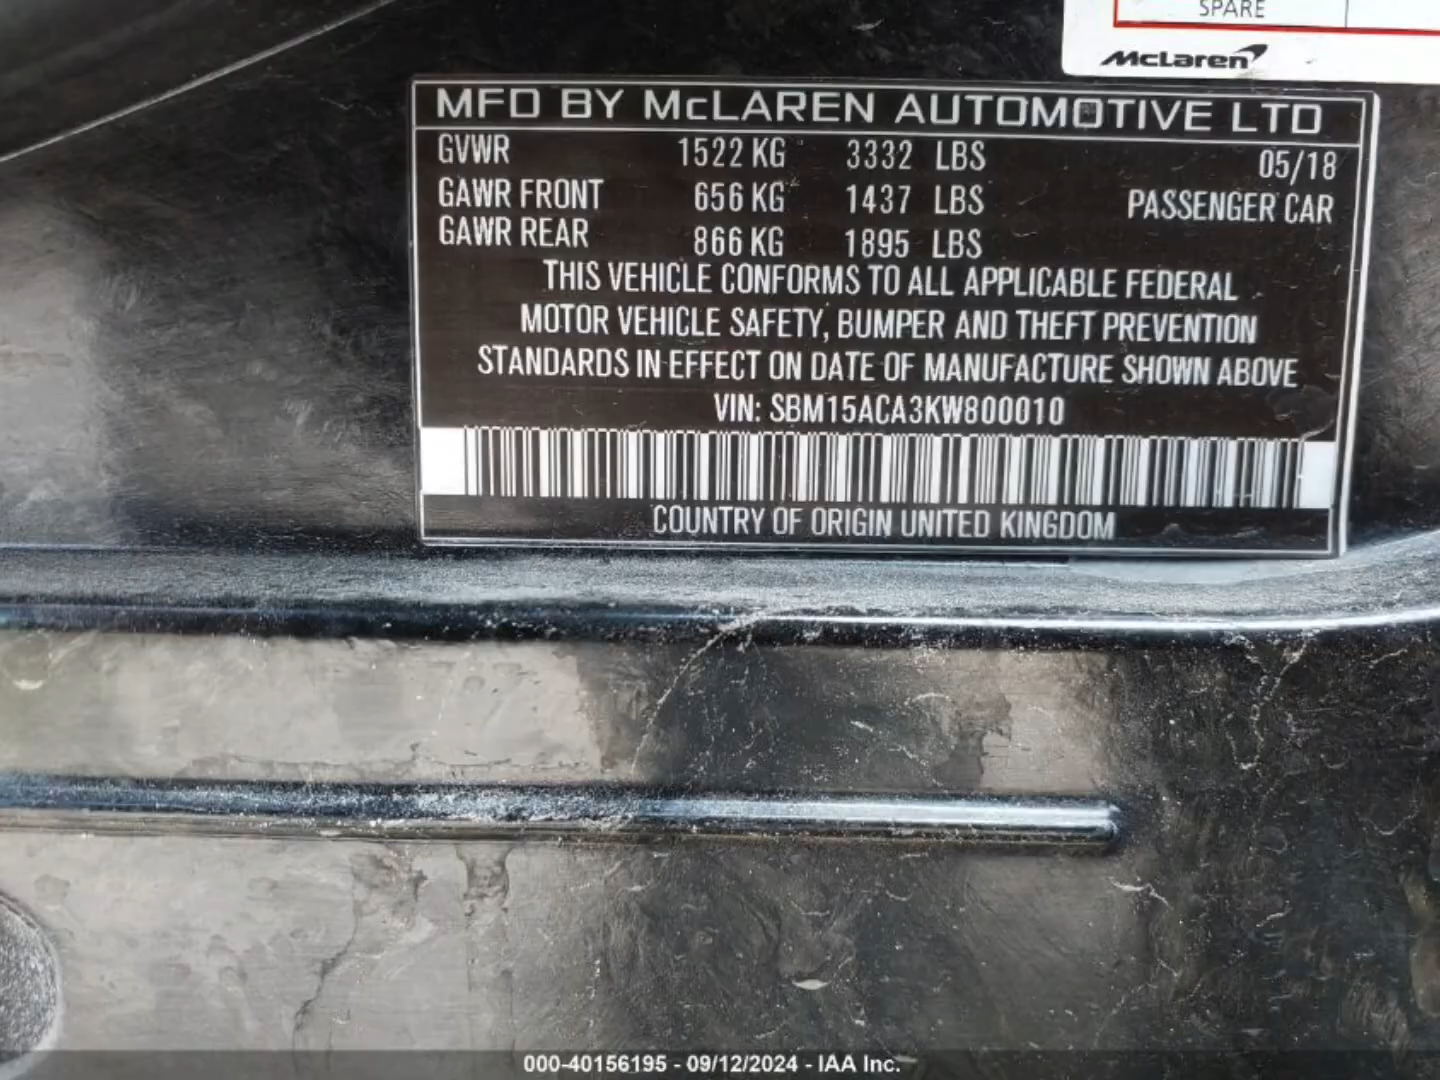 SPARE
McLaren
MFD BY McLAREN AUTOMOTIVE LTD
GVWR 1522 KG 3332 LBS 05/18
GAWR FRONT 656 KG 1437 LBS PASSENGER CAR
GAWR REAR 866 KG 1895 LBS
THIS VEHICLE CONFORMS TO ALL APPLICABLE FEDERAL
MOTOR VEHICLE SAFETY, BUMPER AND THEFT PREVENTION
STANDARDS IN EFFECT ON DATE OF MANUFACTURE SHOWN ABOVE
VIN: SBM15ACA3KW800010
COUNTRY OF ORIGIN UNITED KINGDOM
000-40156195 - 09/12/2024 - IAA Inc.